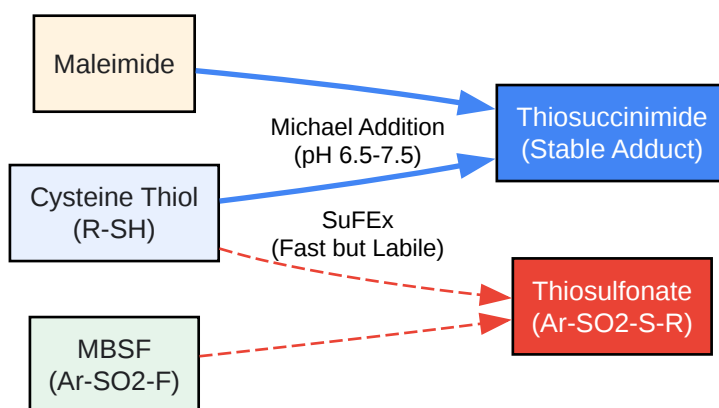 Maleimide
Thiosuccinimide
(Stable Adduct)
Michael Addition
(pH 6.5-7.5)
Cysteine Thiol
(R-SH)
SuFEx
(Fast but Labile)
Thiosulfonate
(Ar-SO2-S-R)
MBSF
(Ar-SO2-F)